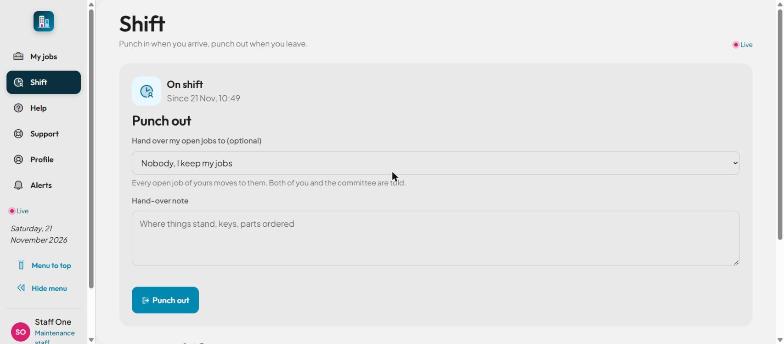 Shift
Punch in when you arrive, punch out when you leave.
Live
My jobs
Shift
Help
Support
Profile
Alerts
Live
Saturday, 21
November 2026
Menu to top
Hide menu
SO
Staff One
Maintenance
staff
On shift
Since 21 Nov, 10:49
Punch out
Hand over my open jobs to (optional)
Nobody, I keep my jobs
Every open job of yours moves to them. Both of you and the committee are told.
Hand-over note
Where things stand, keys, parts ordered
Punch out